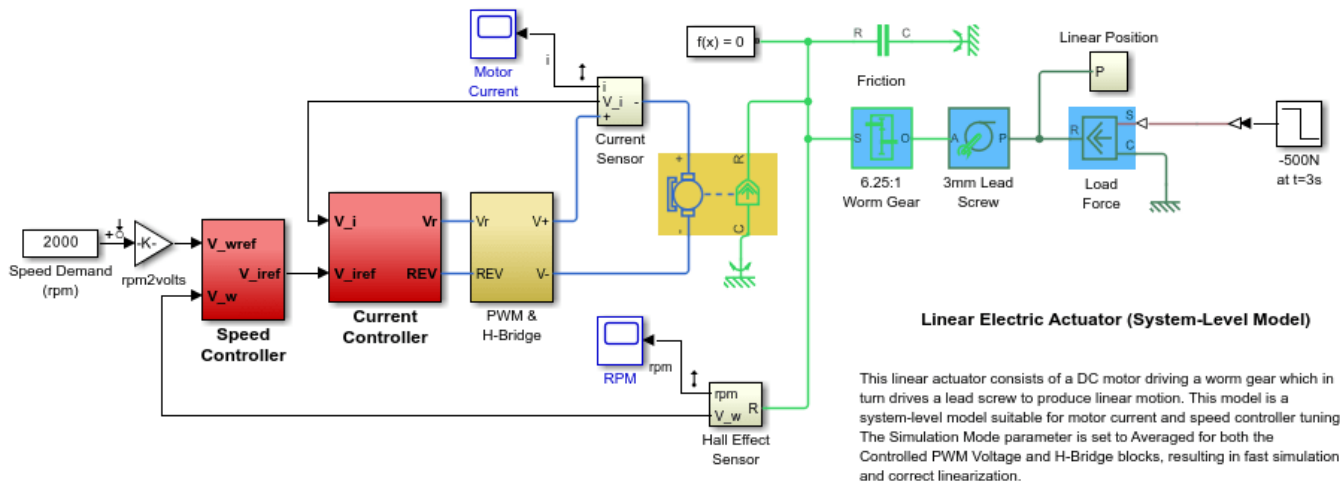 f(x) = 0
R
C
Friction
Linear Position
P
Motor
Current
i
i
V_i
-
+
Current
Sensor
+
-
R
C
S
O
6.25:1
Worm Gear
A
P
3mm Lead
Screw
R
S
C
Load
Force
-500N
at t=3s
2000
Speed Demand
(rpm)
+
-K-
rpm2volts
V_wref
V_iref
V_w
Speed
Controller
V_i
Vr
V_iref
REV
Current
Controller
Vr
V+
REV
V-
PWM &
H-Bridge
RPM
rpm
rpm
V_w
R
Hall Effect
Sensor
Linear Electric Actuator (System-Level Model)
This linear actuator consists of a DC motor driving a worm gear which in
turn drives a lead screw to produce linear motion. This model is a
system-level model suitable for motor current and speed controller tuning
The Simulation Mode parameter is set to Averaged for both the
Controlled PWM Voltage and H-Bridge blocks, resulting in fast simulation
and correct linearization.